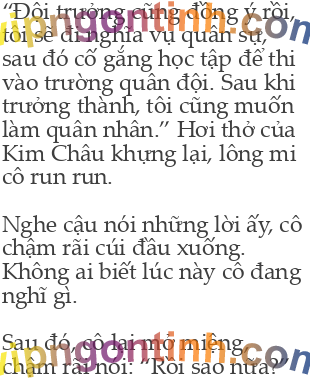 “Đội trưởng cũng đồng ý rồi,
tôi sẽ đi nghĩa vụ quân sự,
sau đó cố gắng học tập để thi
vào trường quân đội. Sau khi
trưởng thành, tôi cũng muốn
làm quân nhân.” Hơi thở của
Kim Châu khựng lại, lông mi
cô run run.
Nghe cậu nói những lời ấy, cô
chậm rãi cúi đầu xuống.
Không ai biết lúc này cô đang
nghĩ gì.
Sau đó, cô lại mở miệng,
chậm rãi nói: “Rồi sao nữa?”
vipngontinh.com
vipngontinh.com